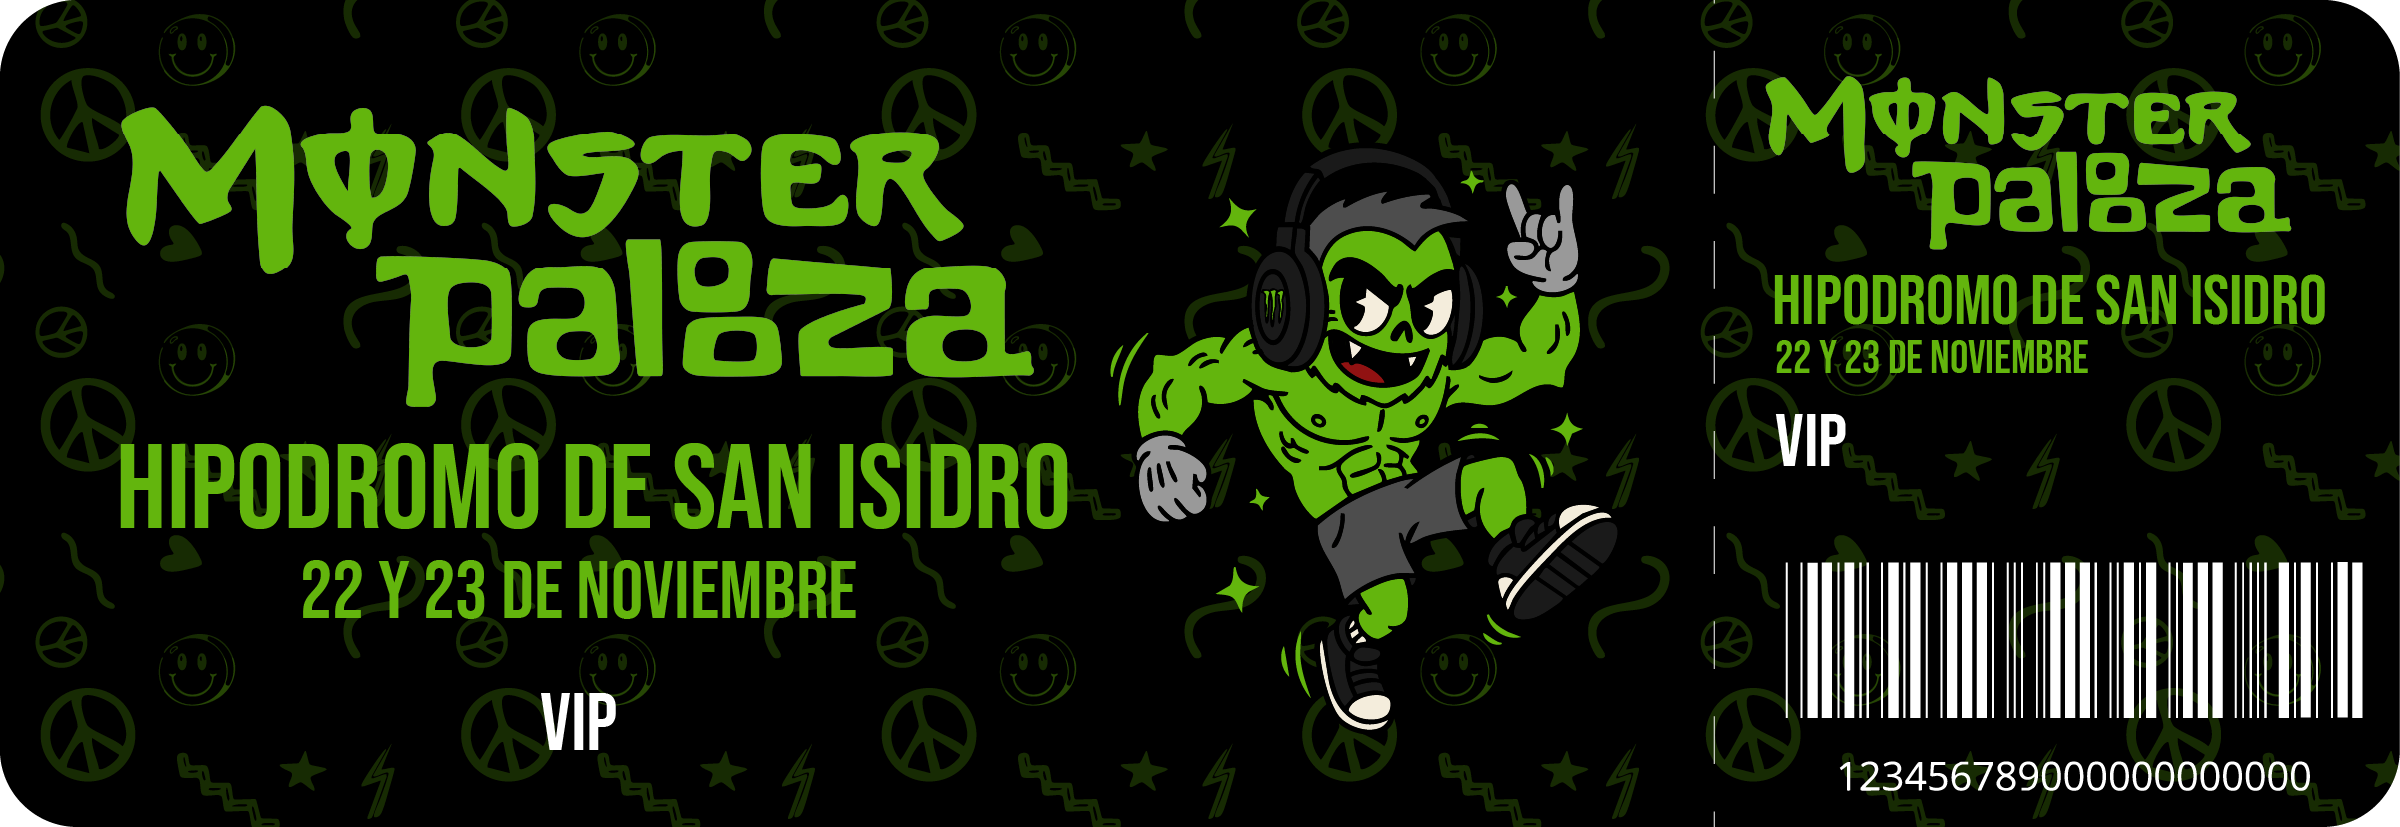 MONSTER
palooza
HIPODROMO DE SAN ISIDRO
22 Y 23 DE NOVIEMBRE
VIP
MONSTER
palooza
HIPODROMO DE SAN ISIDRO
22 Y 23 DE NOVIEMBRE
VIP
123456789000000000000